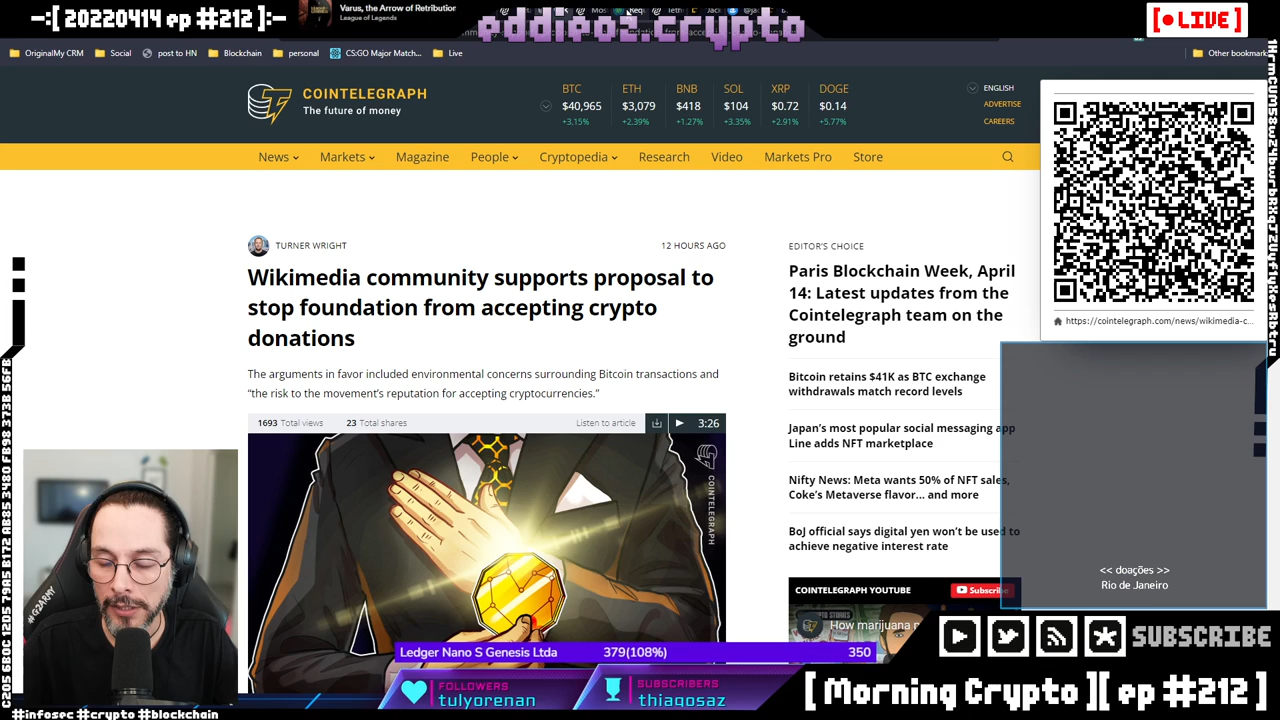 -:[ 20220414 ep #212 ]:-
Varus, the Arrow of Retribution
League of Legends
eddieoz.crypto
[ ● LIVE ]
OriginalMy CRM
Social
post to HN
Blockchain
personal
CS:GO Major Match...
Live
Other bookmark
COINTELEGRAPH
The future of money
BTC ETH BNB SOL XRP DOGE
$40,965 $3,079 $418 $104 $0.72 $0.14
+3.15% +2.39% +1.27% +3.35% +2.91% +5.77%
ENGLISH
ADVERTISE
CAREERS
News Markets Magazine People Cryptopedia Research Video Markets Pro Store
TURNER WRIGHT
12 HOURS AGO
Wikimedia community supports proposal to
stop foundation from accepting crypto
donations
The arguments in favor included environmental concerns surrounding Bitcoin transactions and
“the risk to the movement’s reputation for accepting cryptocurrencies.”
1693 Total views
23 Total shares
Listen to article
3:26
COINTELEGRAPH
EDITOR’S CHOICE
Paris Blockchain Week, April
14: Latest updates from the
Cointelegraph team on the
ground
Bitcoin retains $41K as BTC exchange
withdrawals match record levels
Japan’s most popular social messaging app
Line adds NFT marketplace
Nifty News: Meta wants 50% of NFT sales,
Coke’s Metaverse flavor... and more
BoJ official says digital yen won’t be used to
achieve negative interest rate
COINTELEGRAPH YOUTUBE
Subscribe
How marijuana
https://cointelegraph.com/news/wikimedia-c...
<< doações >>
Rio de Janeiro
Ledger Nano S Genesis Ltda
379(108%)
350
FOLLOWERS
tulyorenan
SUBSCRIBERS
thiagosaz
SUBSCRIBE
[ Morning Crypto ][ ep #212 ]
#infosec #crypto #blockchain